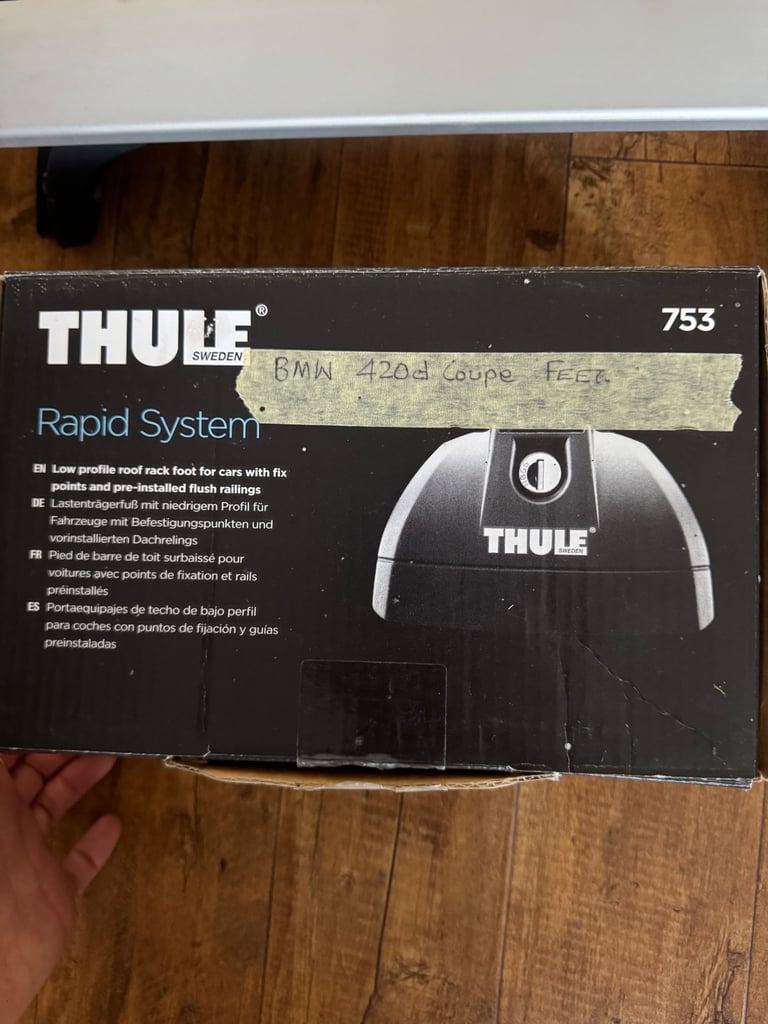 THULE®
SWEDEN
753
BMW 420d Coupe FEET
Rapid System
EN Low profile roof rack foot for cars with fix
points and pre-installed flush railings
DE Lastenträgerfuß mit niedrigem Profil für
Fahrzeuge mit Befestigungspunkten und
vorinstallierten Dachrelings
FR Pied de barre de toit surbaissé pour
voitures avec points de fixation et rails
préinstallés
ES Portaequipajes de techo de bajo perfil
para coches con puntos de fijación y guías
preinstaladas
THULE®
SWEDEN